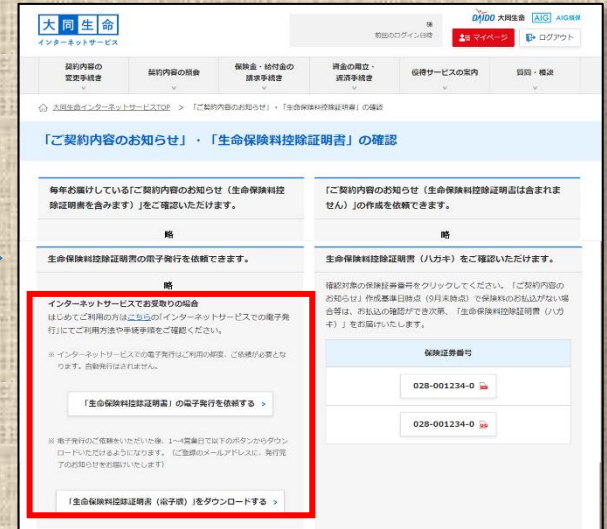 大同生命
インターネットサービス
様
前回のログイン日時
DAIDO 大同生命 AIG AIG損保
マイページ
ログアウト
契約内容の
変更手続き
契約内容の照会
保険金・給付金の
請求手続き
資金の用立・
返済手続き
優待サービスの案内
質問・相談
大同生命インターネットサービスTOP > 「ご契約内容のお知らせ」・「生命保険料控除証明書」の確認
「ご契約内容のお知らせ」・「生命保険料控除証明書」の確認
毎年お届けしている「ご契約内容のお知らせ（生命保険料控
除証明書を含みます）」をご確認いただけます。
略
「ご契約内容のお知らせ（生命保険料控除証明書は含まれま
せん）」の作成を依頼できます。
略
生命保険料控除証明書の電子発行を依頼できます。
略
インターネットサービスでお受取りの場合
はじめてご利用の方はこちらの「インターネットサービスでの電子発
行」にてご利用方法や手続手順をご確認ください。
※ インターネットサービスでの電子発行はご利用の都度、ご依頼が必要とな
ります。自動発行はされません。
「生命保険料控除証明書」の電子発行を依頼する >
※ 電子発行のご依頼をいただいた後、1～4営業日で以下のボタンからダウン
ロードいただけるようになります。（ご登録のメールアドレスに、発行完
了のお知らせをお届けいたします）
「生命保険料控除証明書（電子版）」をダウンロードする >
生命保険料控除証明書（ハガキ）をご確認いただけます。
確認対象の保険証券番号をクリックしてください。「ご契約内容の
お知らせ」作成基準日時点（9月末時点）で保険料のお払込がない場
合等は、お払込の確認ができ次第、「生命保険料控除証明書（ハガ
キ）」をお届けいたします。
保険証券番号
028-001234-0
028-001234-0